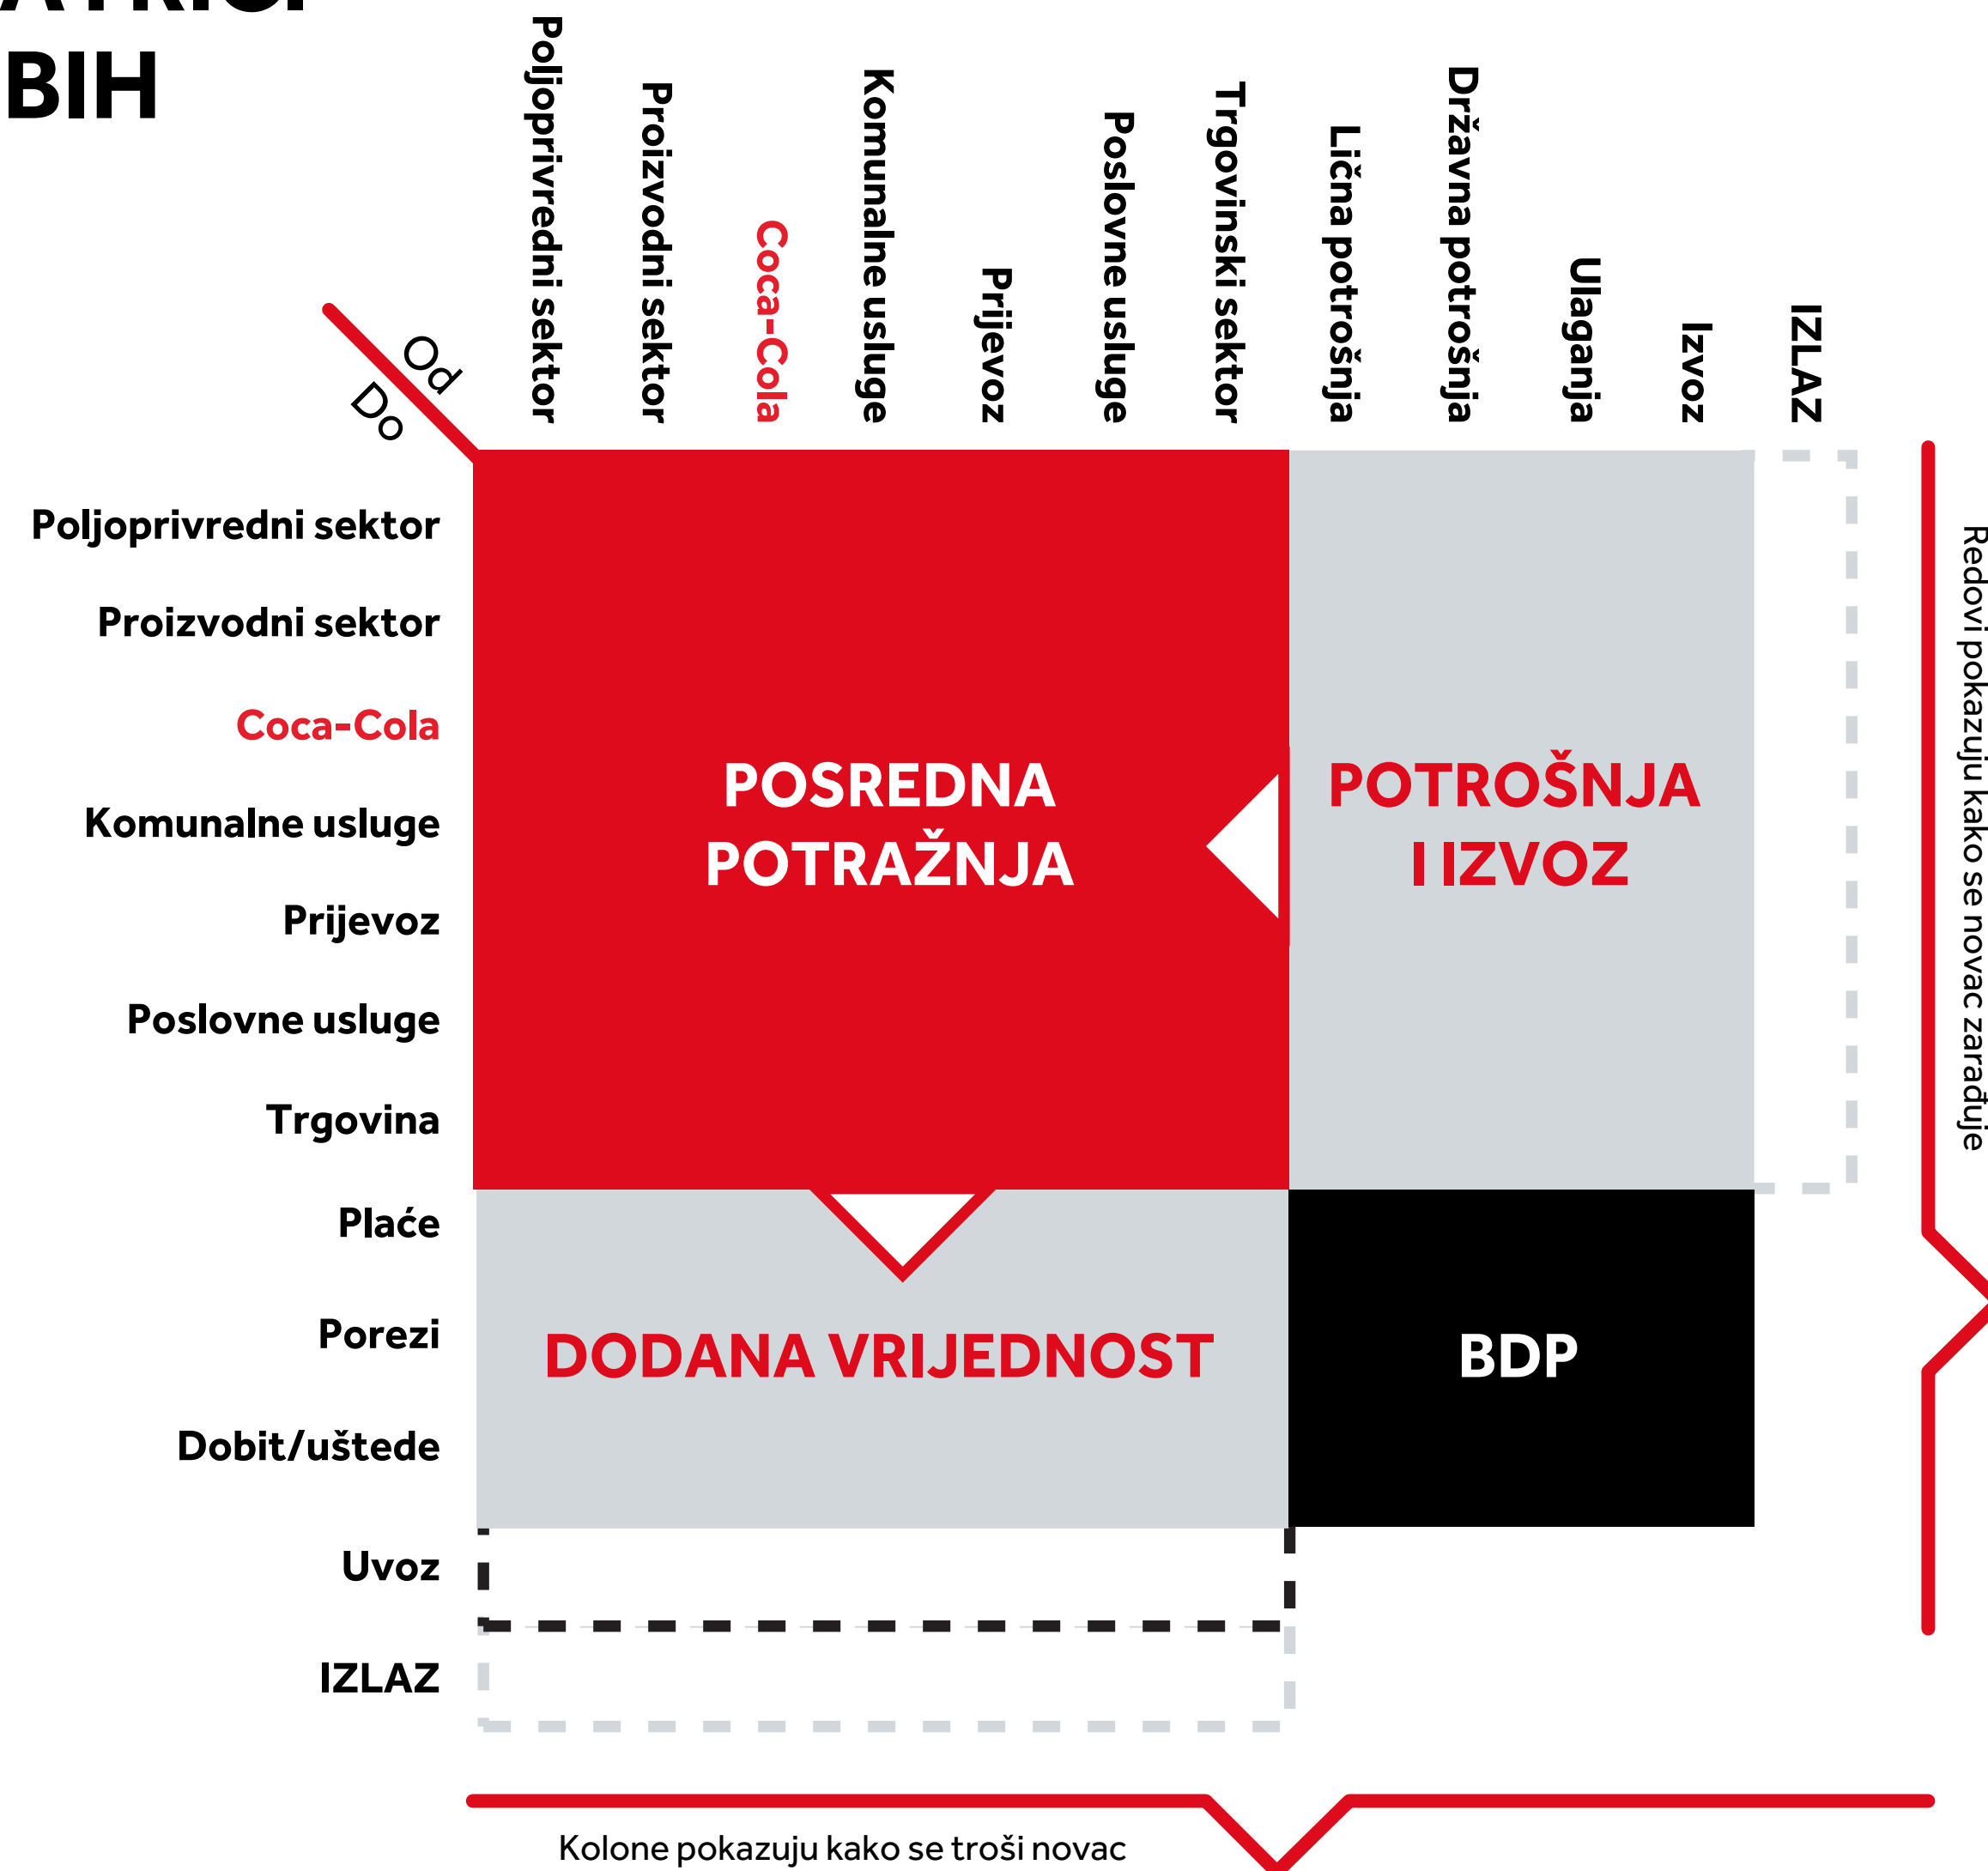 BIH
Poljoprivredni sektor
Proizvodni sektor
Coca-Cola
Komunalne usluge
Prijevoz
Poslovne usluge
Trgovinski sektor
Lična potrošnja
Državna potrošnja
Ulaganja
Izvoz
IZLAZ
Od
Do
Poljoprivredni sektor
Proizvodni sektor
Coca-Cola
Komunalne usluge
Prijevoz
Poslovne usluge
Trgovina
Plaće
Porezi
Dobit/uštede
Uvoz
IZLAZ
POSREDNA
POTRAŽNJA
POTROŠNJA
I IZVOZ
DODANA VRIJEDNOST
BDP
Redovi pokazuju kako se novac zarađuje
Kolone pokazuju kako se troši novac